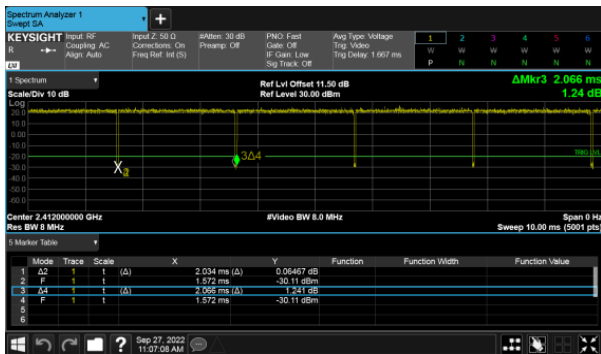 Spectrum Analyzer 1
Swept SA
+
KEYSIGHT Input: RF Input Z: 50 Ω #Atten: 30 dB PNO: Fast Avg Type: Voltage 1 2 3 4 5 6
R Coupling: AC Corrections: On Preamp: Off Gate: Off Trig: Video W W W W W W
Align: Auto Freq Ref: Int (S) IF Gain: Low Trig Delay: 1.667 ms P N N N N N
LXI Sig Track: Off
1 Spectrum ΔMkr3 2.066 ms
Scale/Div 10 dB Ref Lvl Offset 11.50 dB Ref Level 30.00 dBm 1.24 dB
Log
20.0
10.0
0.00
-10.0
-20.0 TRIG LVL
-30.0
-40.0
-50.0
-60.0
X 3Δ4
Center 2.412000000 GHz #Video BW 8.0 MHz Span 0 Hz
Res BW 8 MHz Sweep 10.00 ms (5001 pts)
5 Marker Table
Mode Trace Scale X Y Function Function Width Function Value
1 Δ2 1 t (Δ) 2.034 ms (Δ) 0.06467 dB
2 F 1 t 1.572 ms -30.11 dBm
3 Δ4 1 t (Δ) 2.066 ms (Δ) 1.241 dB
4 F 1 t 1.572 ms -30.11 dBm
5
6
? Sep 27, 2022
11:07:08 AM